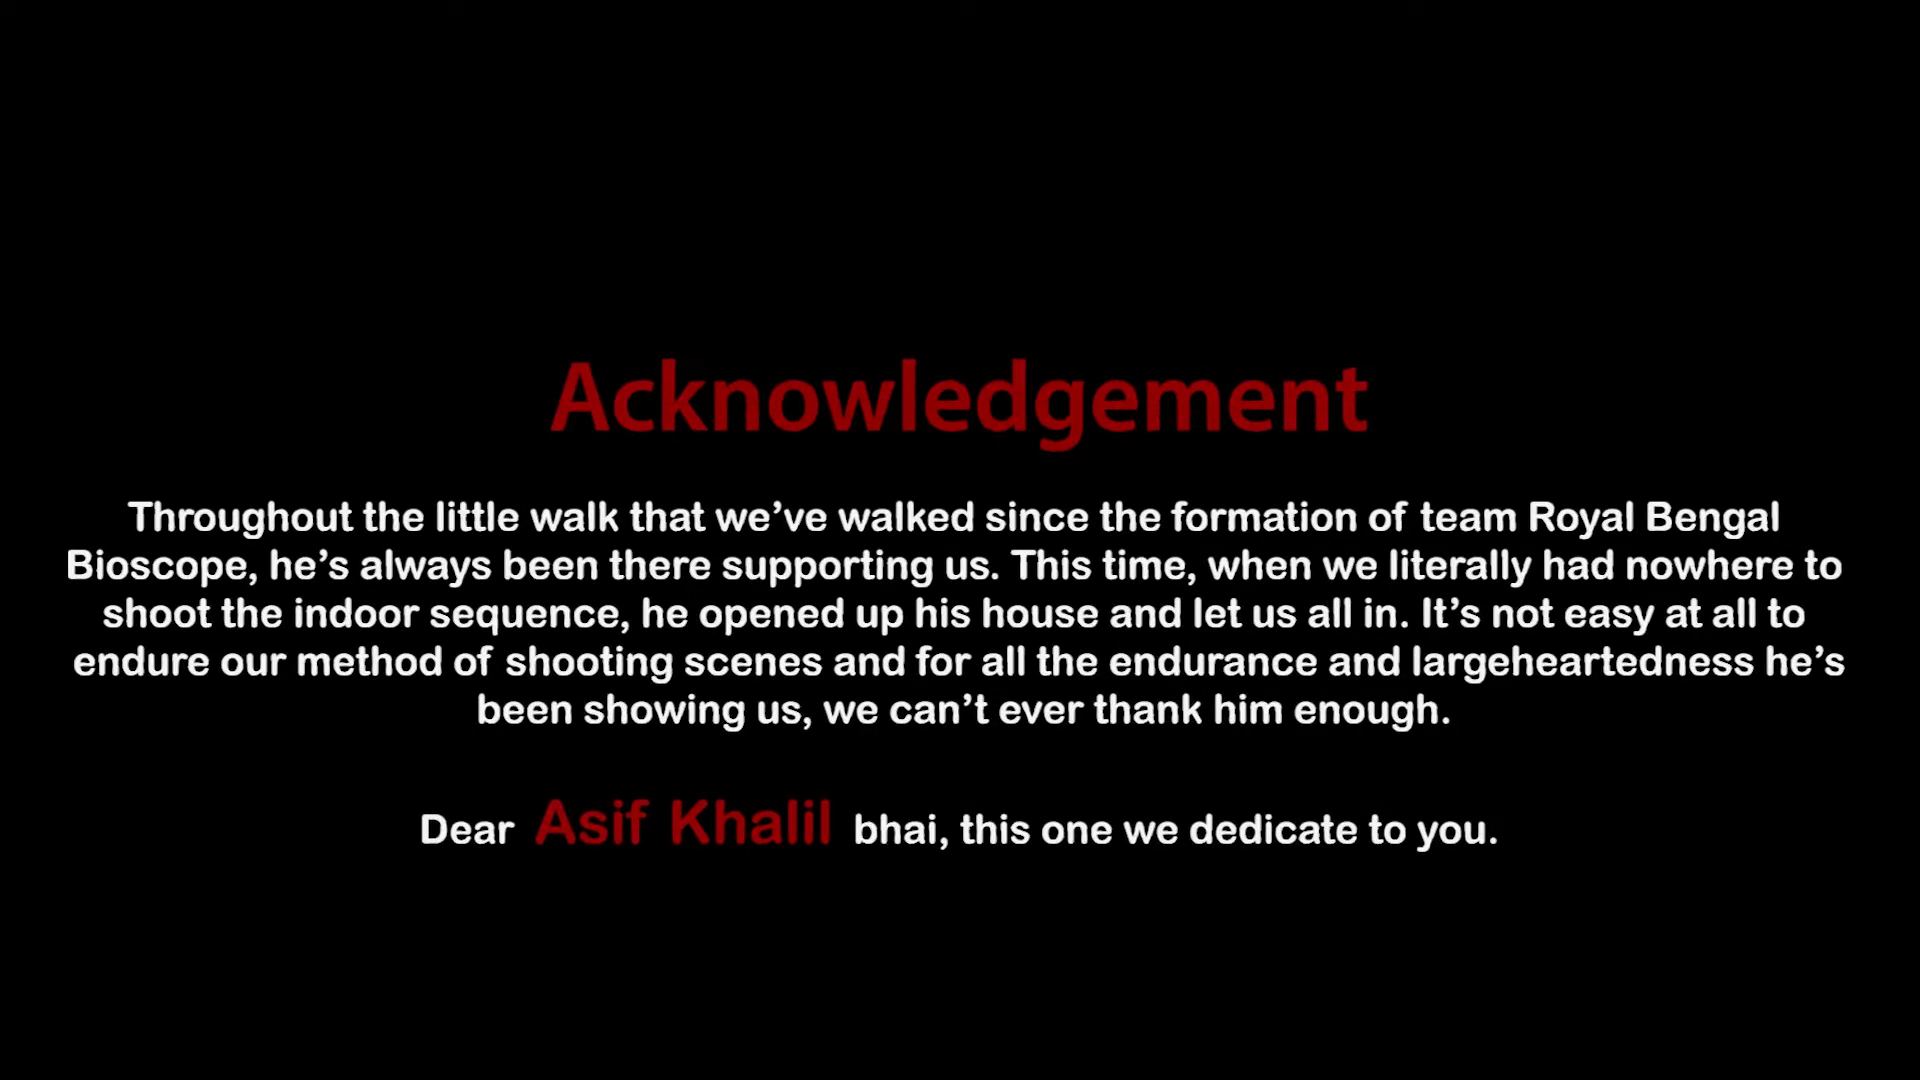 Acknowledgement
Throughout the little walk that we’ve walked since the formation of team Royal Bengal
Bioscope, he’s always been there supporting us. This time, when we literally had nowhere to
shoot the indoor sequence, he opened up his house and let us all in. It’s not easy at all to
endure our method of shooting scenes and for all the endurance and largeheartedness he’s
been showing us, we can’t ever thank him enough.
Dear Asif Khalil bhai, this one we dedicate to you.